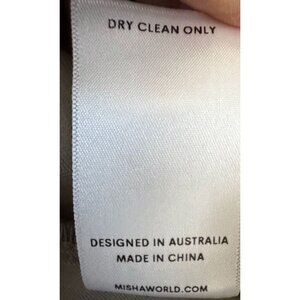 DRY CLEAN ONLY
DESIGNED IN AUSTRALIA
MADE IN CHINA
MISHAWORLD.COM